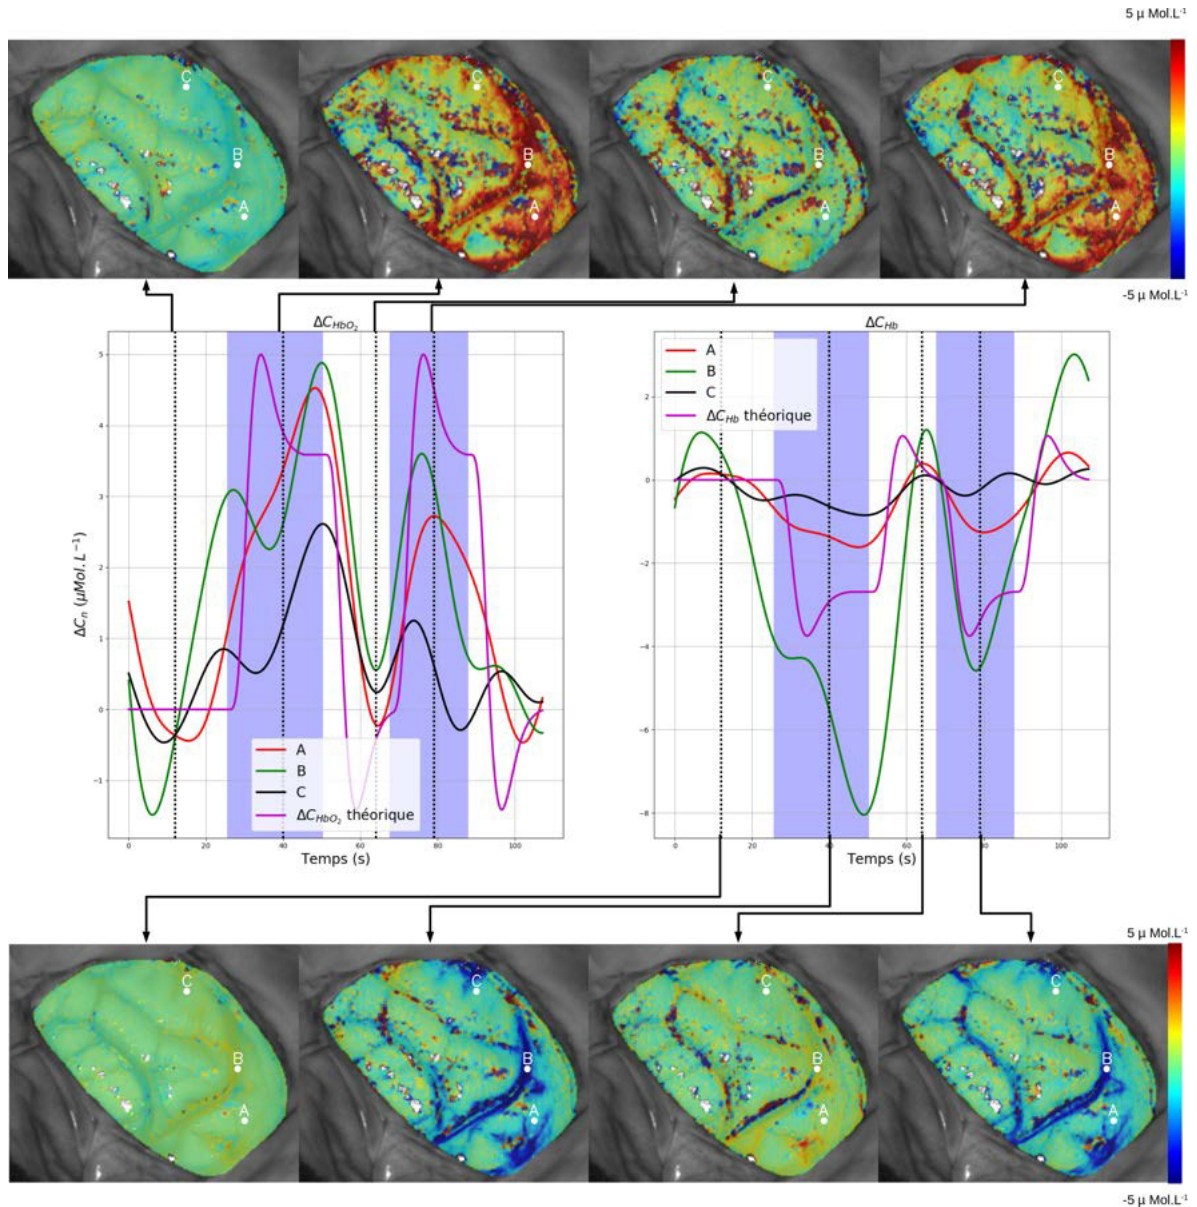 5 μ Mol.L⁻¹
C
B
A
C
B
A
C
B
A
C
B
A
-5 μ Mol.L⁻¹
ΔC_HbO₂
5
4
3
2
1
0
−1
ΔCₙ (μMol. L⁻¹)
A
B
C
ΔC_HbO₂ théorique
0
20
40
60
80
100
Temps (s)
ΔC_Hb
A
B
C
ΔC_Hb théorique
2
0
−2
−4
−6
−8
0
20
40
60
80
100
Temps (s)
5 μ Mol.L⁻¹
C
B
A
C
B
A
C
B
A
C
B
A
-5 μ Mol.L⁻¹